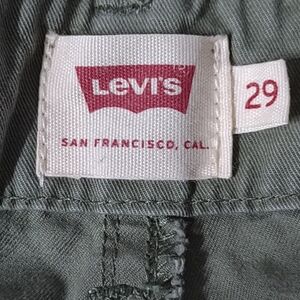 LEVI'S
29
SAN FRANCISCO, CAL.